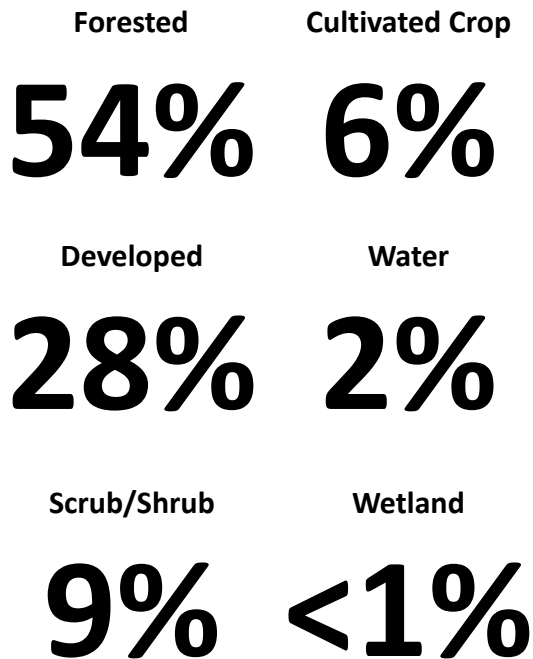 Forested Cultivated Crop
54% 6%
Developed Water
28% 2%
Scrub/Shrub Wetland
9% <1%